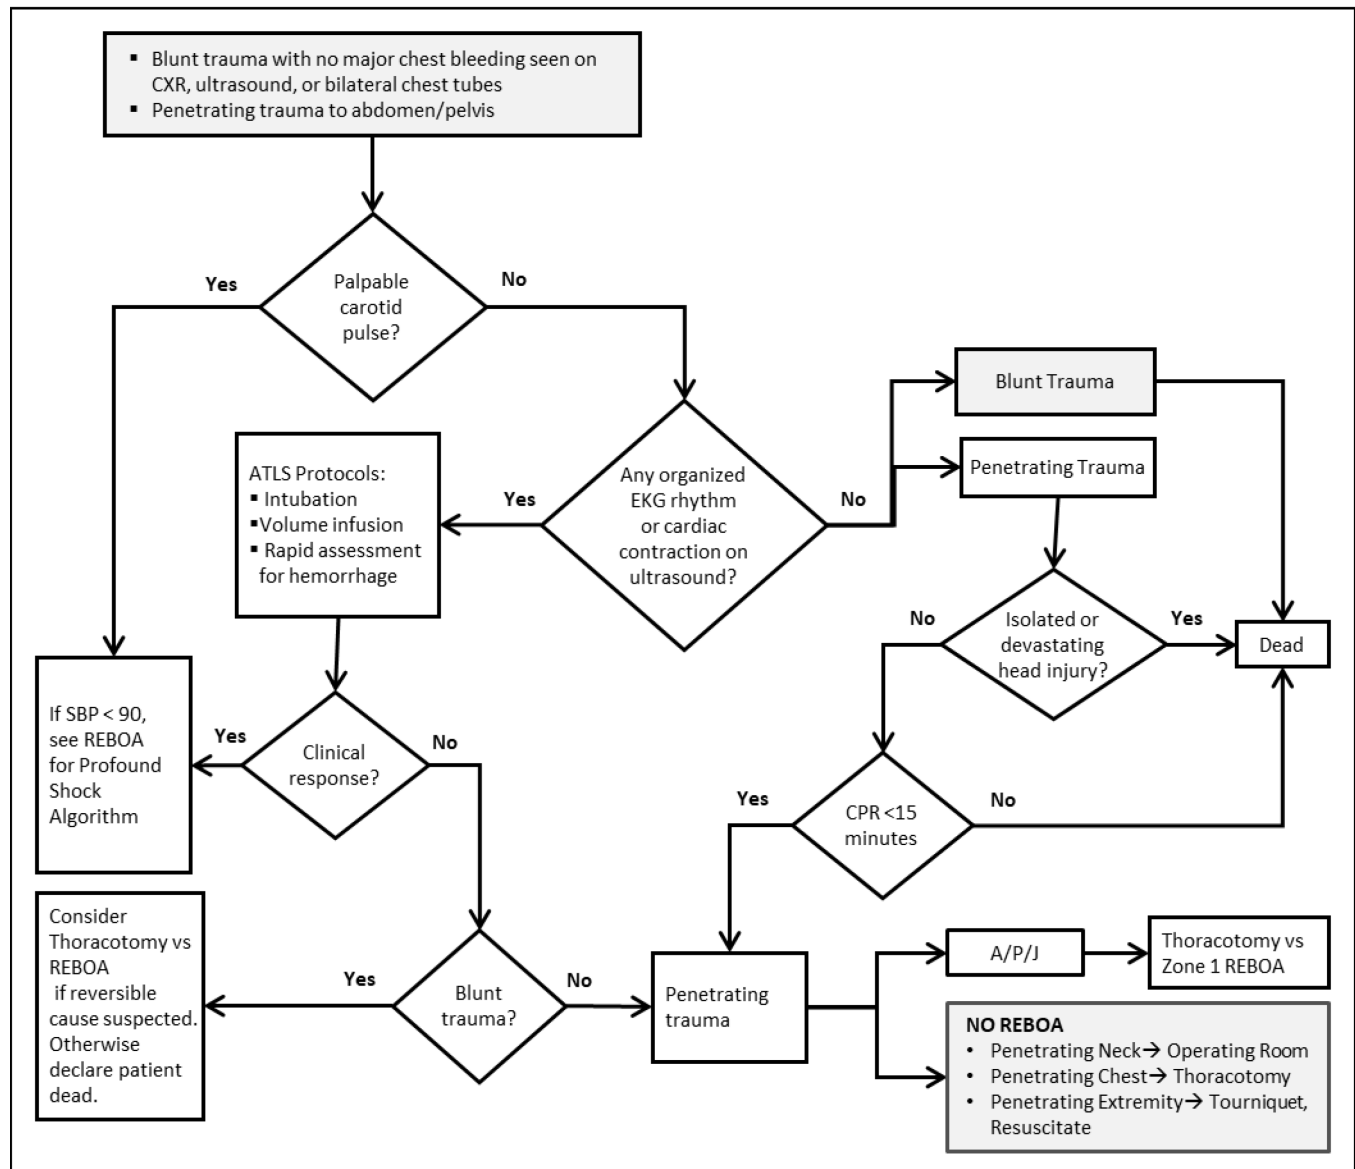 ▪ Blunt trauma with no major chest bleeding seen on
CXR, ultrasound, or bilateral chest tubes
▪ Penetrating trauma to abdomen/pelvis
Yes
Palpable
carotid
pulse?
No
Blunt Trauma
Penetrating Trauma
ATLS Protocols:
▪ Intubation
▪Volume infusion
▪ Rapid assessment
for hemorrhage
Yes
Any organized
EKG rhythm
or cardiac
contraction on
ultrasound?
No
No
Isolated or
devastating
head injury?
Yes
Dead
If SBP < 90,
see REBOA
for Profound
Shock
Algorithm
Yes
Clinical
response?
No
Yes
CPR <15
minutes
No
Consider
Thoracotomy vs
REBOA
if reversible
cause suspected.
Otherwise
declare patient
dead.
Yes
Blunt
trauma?
No
Penetrating
trauma
A/P/J
Thoracotomy vs
Zone 1 REBOA
NO REBOA
• Penetrating Neck→ Operating Room
• Penetrating Chest→ Thoracotomy
• Penetrating Extremity→ Tourniquet,
Resuscitate